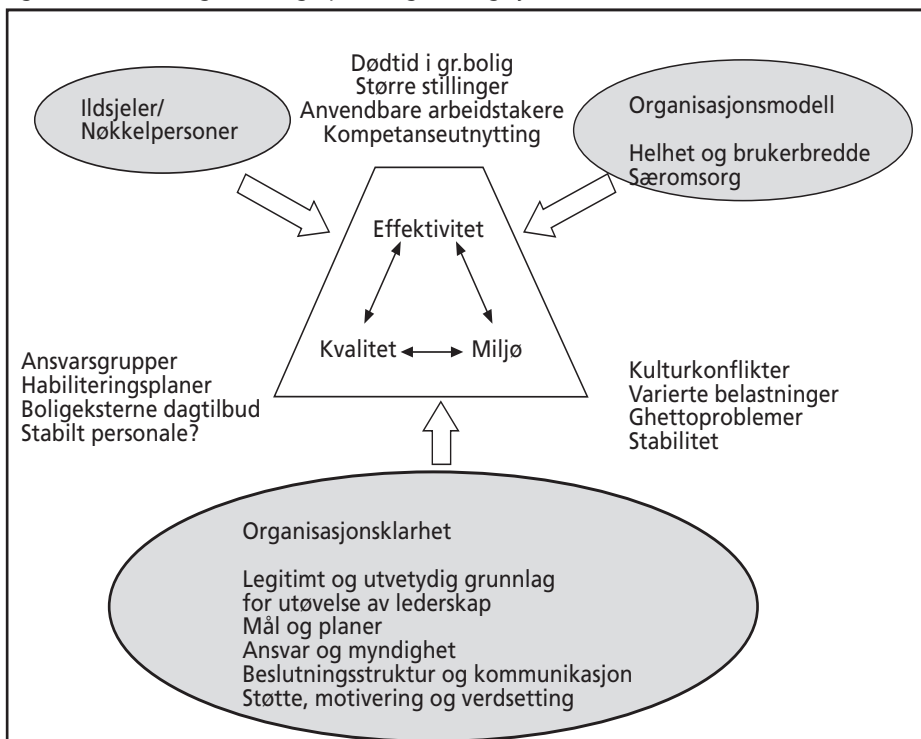 Dødtid i gr.bolig
Større stillinger
Anvendbare arbeidstakere
Kompetanseutnytting
Ildsjeler/
Nøkkelpersoner
Organisasjonsmodell
Helhet og brukerbredde
Særomsorg
Effektivitet
Kvalitet
Miljø
Ansvarsgrupper
Habiliteringsplaner
Boligeksterne dagtilbud
Stabilt personale?
Kulturkonflikter
Varierte belastninger
Ghettoproblemer
Stabilitet
Organisasjonsklarhet
Legitimt og utvetydig grunnlag
for utøvelse av lederskap
Mål og planer
Ansvar og myndighet
Beslutningsstruktur og kommunikasjon
Støtte, motivering og verdsetting